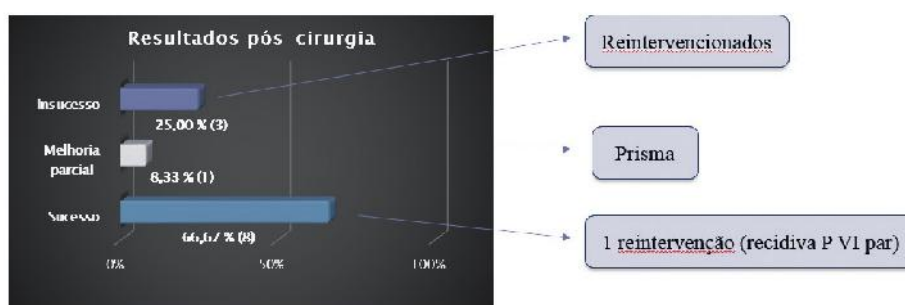 Resultados pós cirurgia
Insucesso
25,00 % (3)
Melhoria
parcial
8,33 % (1)
Sucesso
66,67 % (8)
0%
50%
100%
Reintervencionados
Prisma
1 reintervenção (recidiva P VI par)